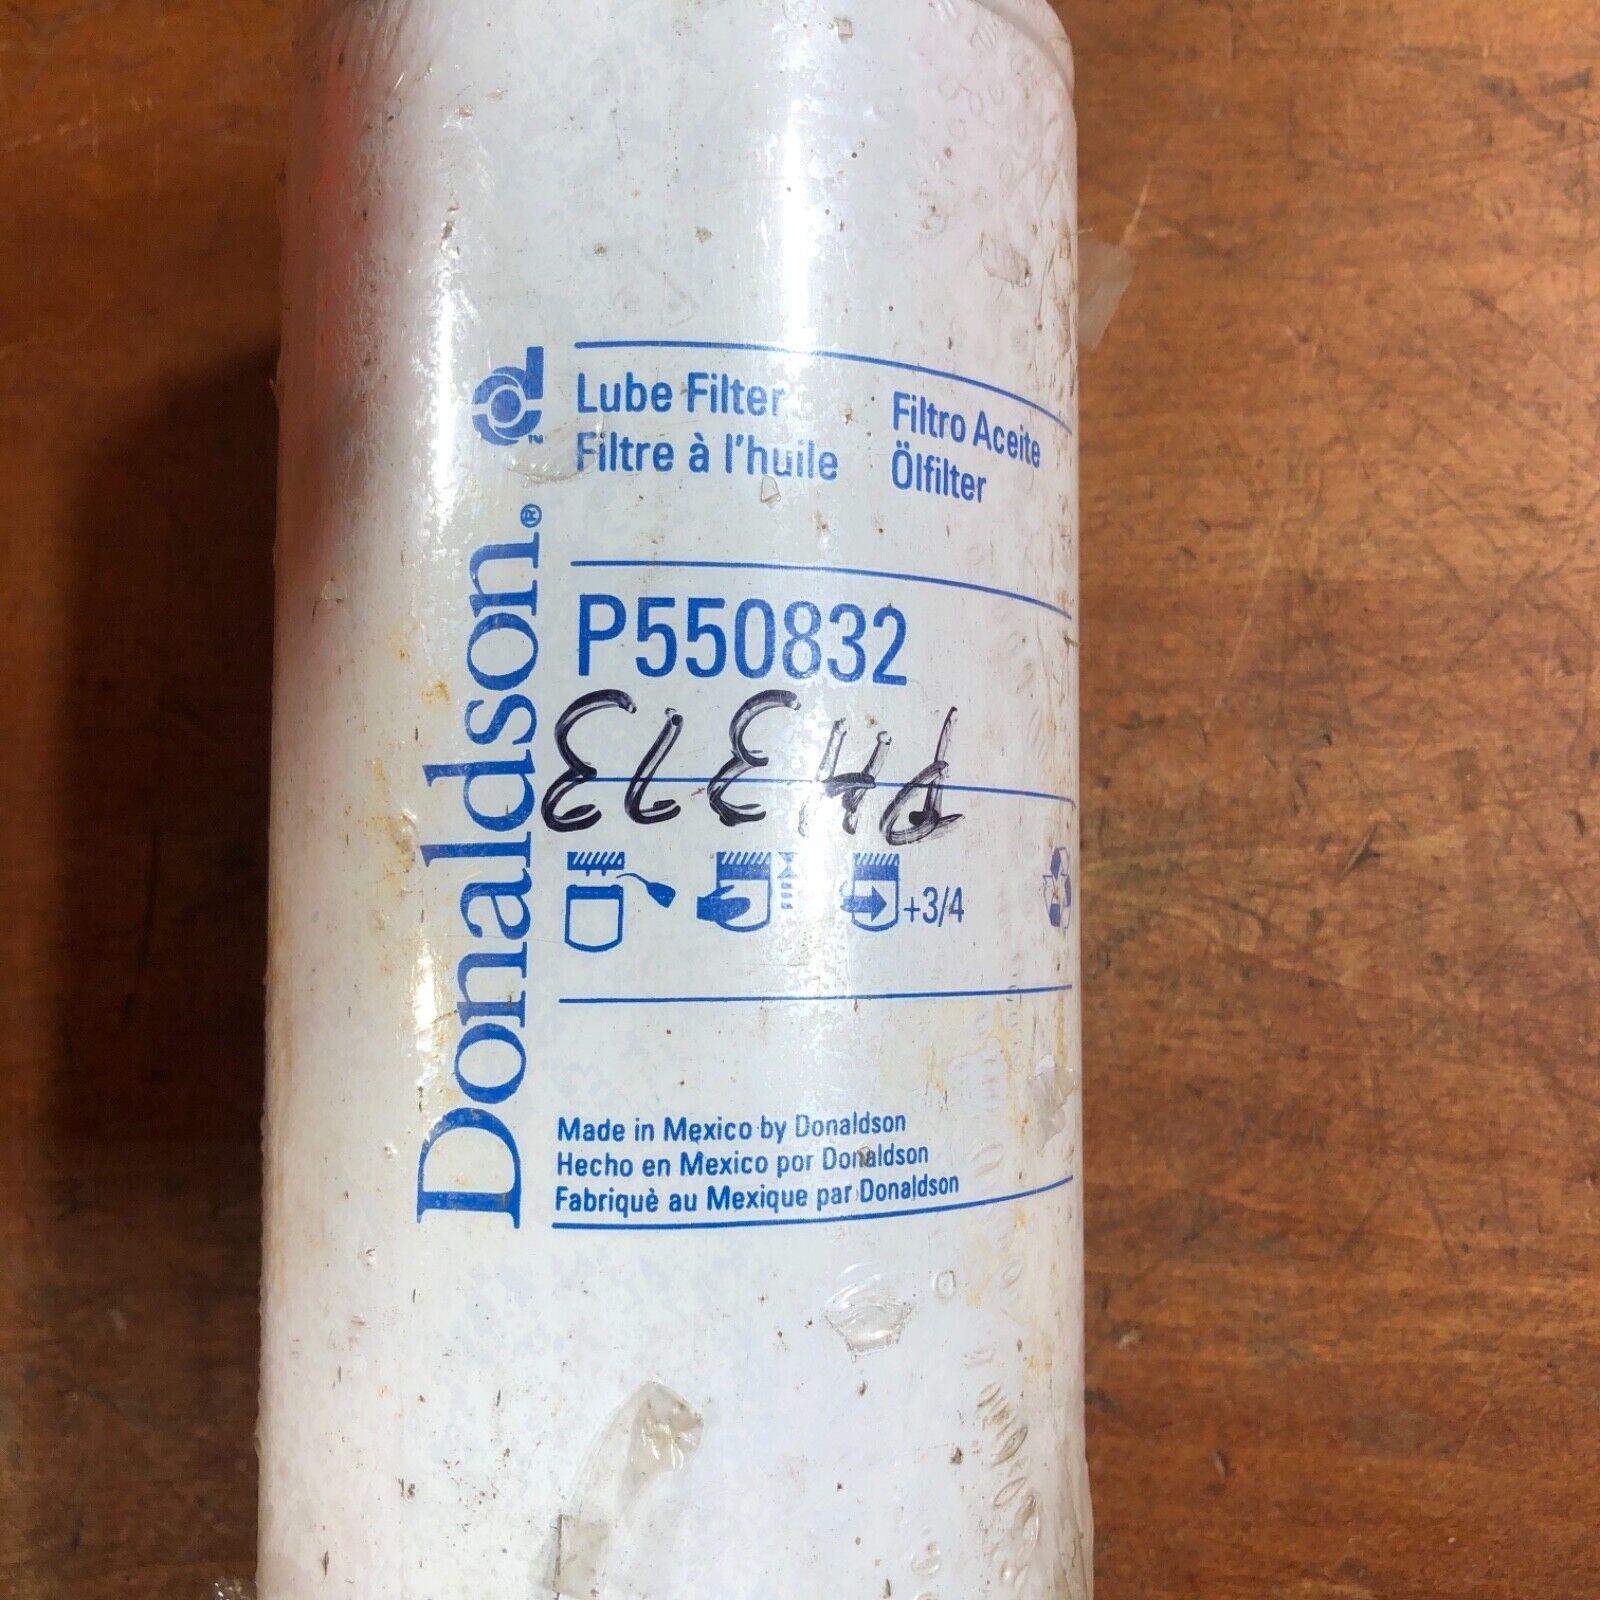 Donaldson.®
Lube Filter
Filtre à l'huile
Filtro Aceite
Ölfilter
P550832
PH373
+3/4
Made in Mexico by Donaldson
Hecho en Mexico por Donaldson
Fabriquè au Mexique par Donaldson